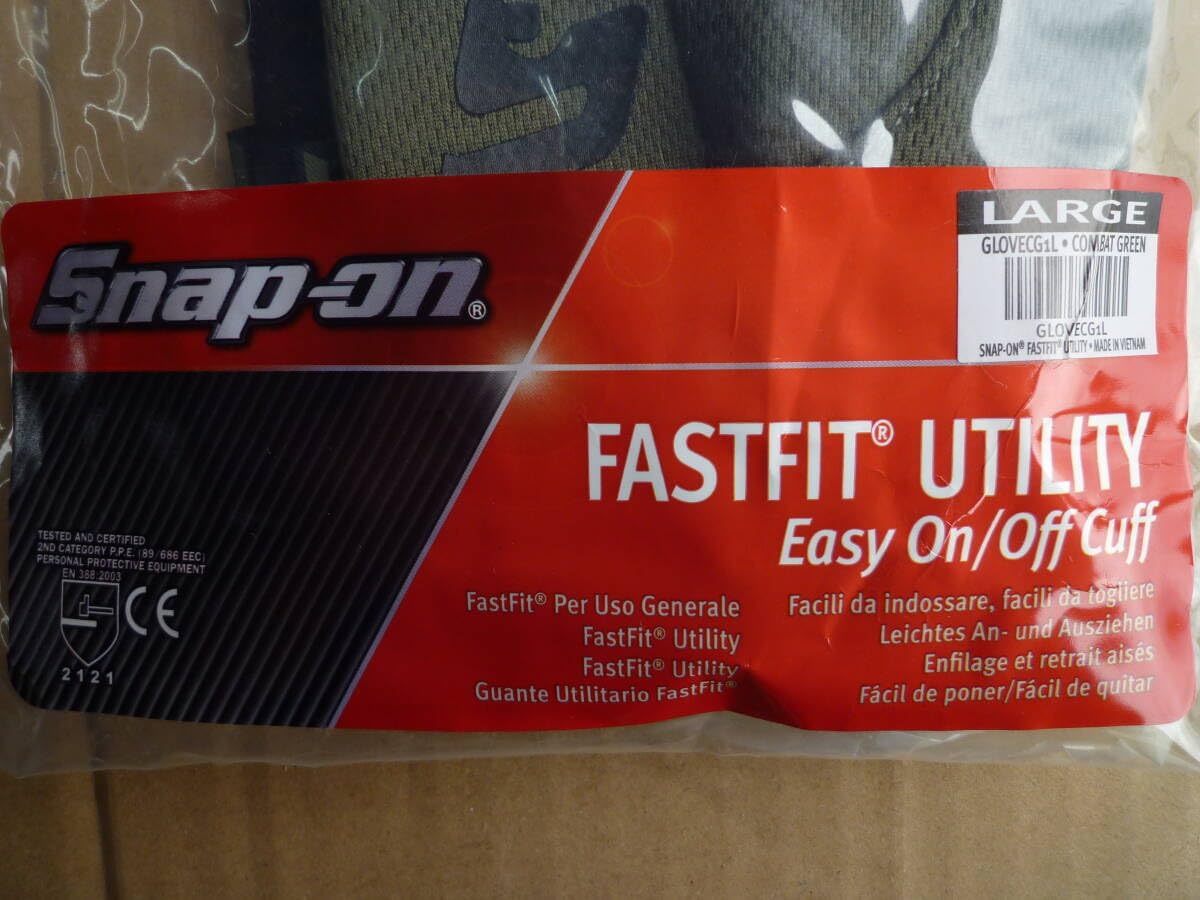 Snap-on®
LARGE
GLOVECG1L • COMBAT GREEN
GLOVECG1L
SNAP-ON® FASTFIT® UTILITY • MADE IN VIETNAM
FASTFIT® UTILITY
Easy On/Off Cuff
TESTED AND CERTIFIED
2ND CATEGORY P.P.E. (89/686 EEC)
PERSONAL PROTECTIVE EQUIPMENT
EN 388:2003
CE
2121
FastFit® Per Uso Generale
FastFit® Utility
FastFit® Utility
Guante Utilitario FastFit®
Facili da indossare, facili da togliere
Leichtes An- und Ausziehen
Enfilage et retrait aisés
Fácil de poner/Fácil de quitar